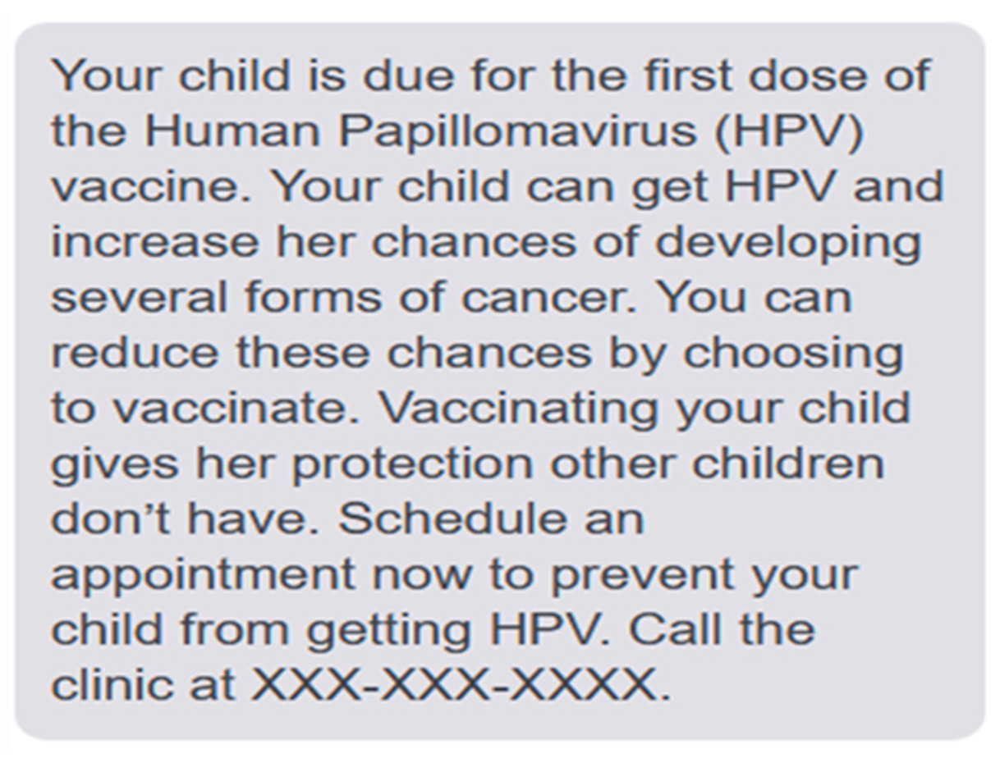 Your child is due for the first dose of
the Human Papillomavirus (HPV)
vaccine. Your child can get HPV and
increase her chances of developing
several forms of cancer. You can
reduce these chances by choosing
to vaccinate. Vaccinating your child
gives her protection other children
don’t have. Schedule an
appointment now to prevent your
child from getting HPV. Call the
clinic at XXX-XXX-XXXX.